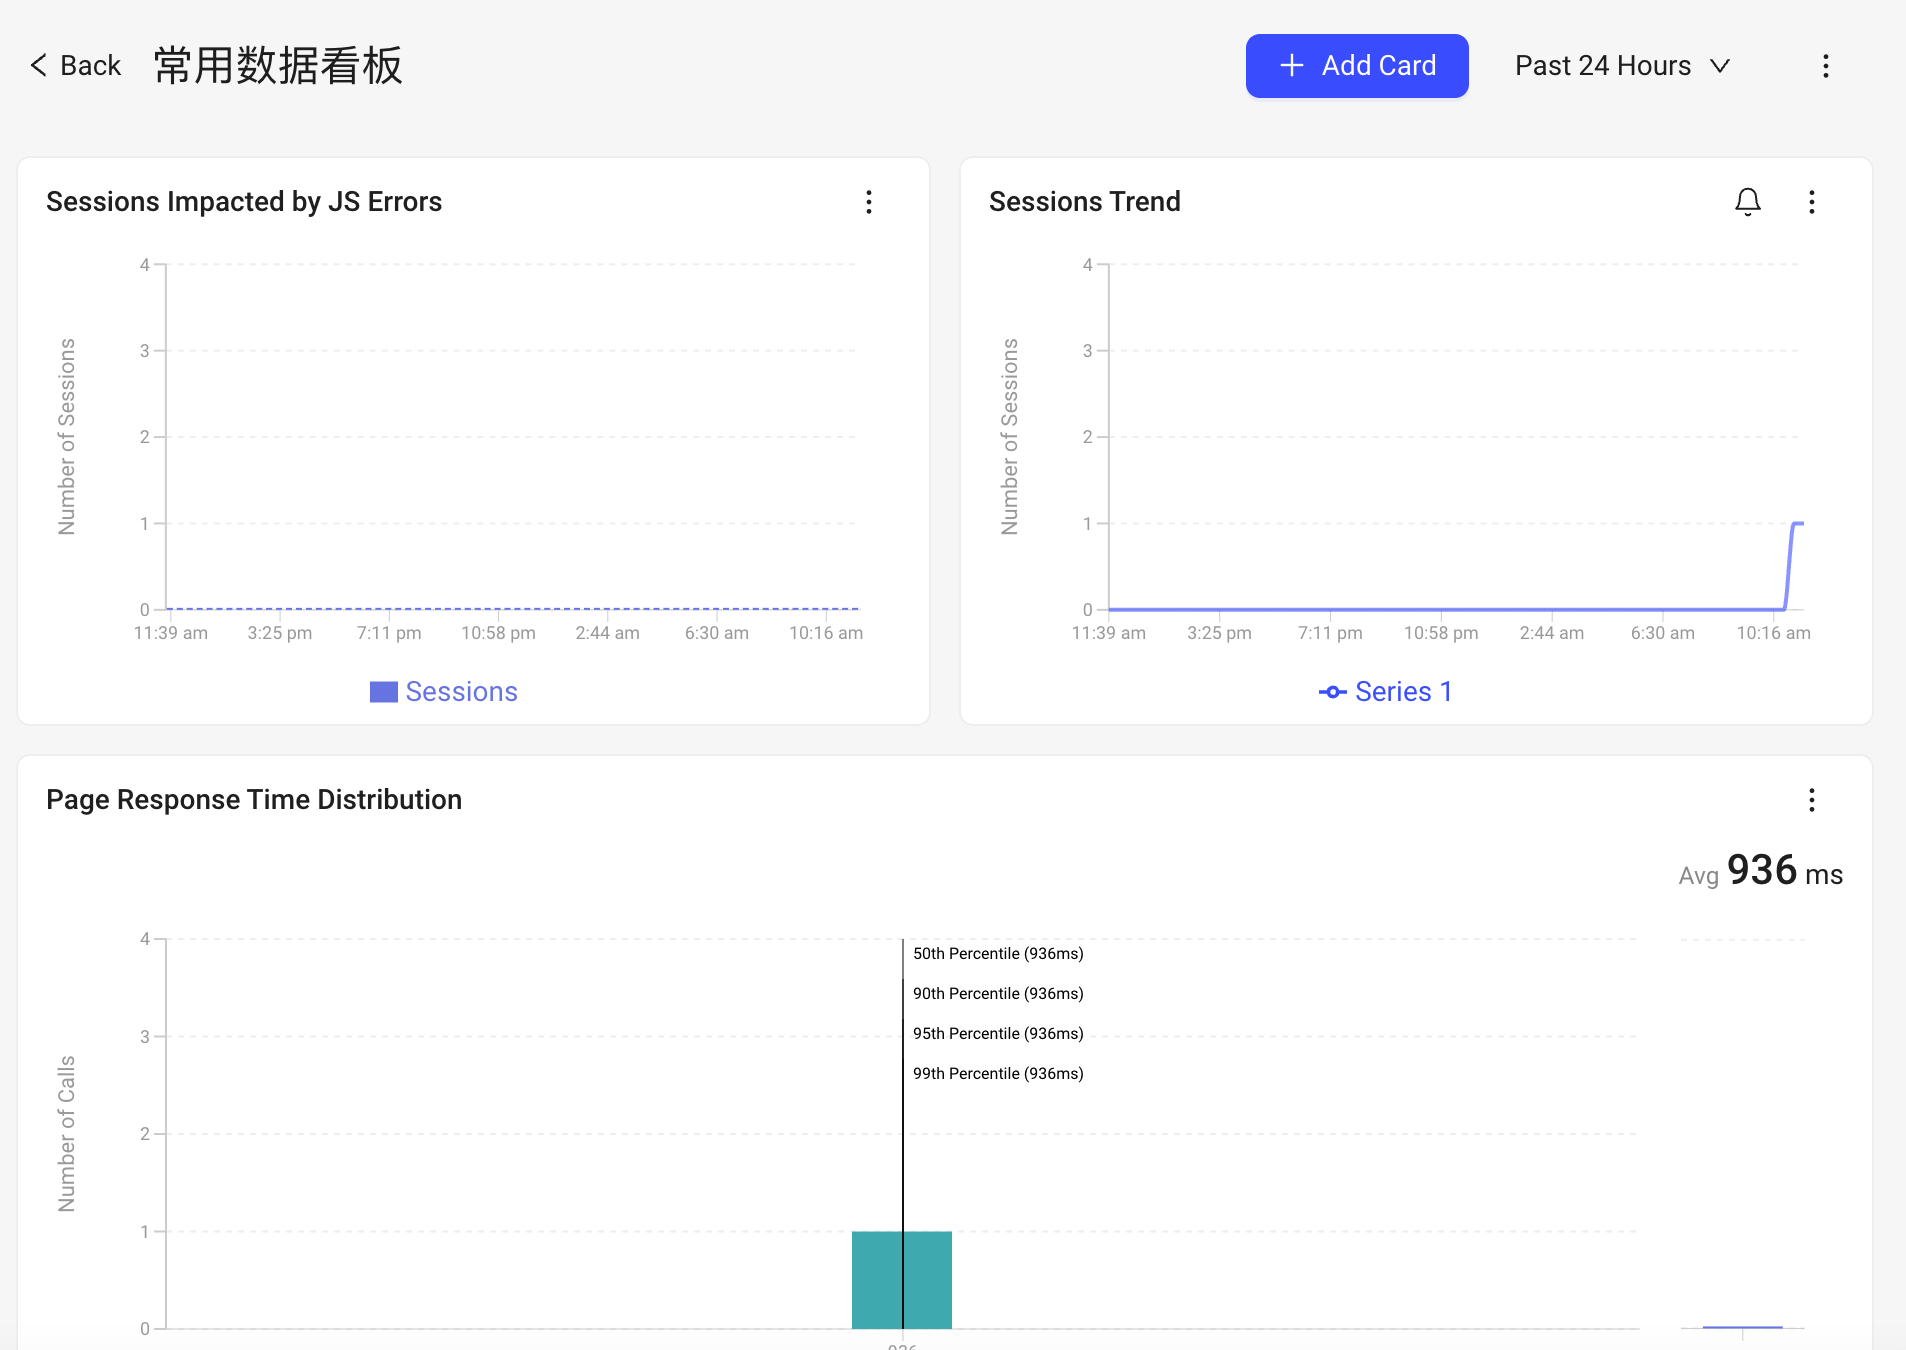 Back 常用数据看板
Add Card
Past 24 Hours
Sessions Impacted by JS Errors
Number of Sessions
4
3
2
1
0
11:39 am 3:25 pm 7:11 pm 10:58 pm 2:44 am 6:30 am 10:16 am
Sessions
Sessions Trend
Number of Sessions
4
3
2
1
0
11:39 am 3:25 pm 7:11 pm 10:58 pm 2:44 am 6:30 am 10:16 am
Series 1
Page Response Time Distribution
Avg 936 ms
Number of Calls
4
3
2
1
0
50th Percentile (936ms)
90th Percentile (936ms)
95th Percentile (936ms)
99th Percentile (936ms)